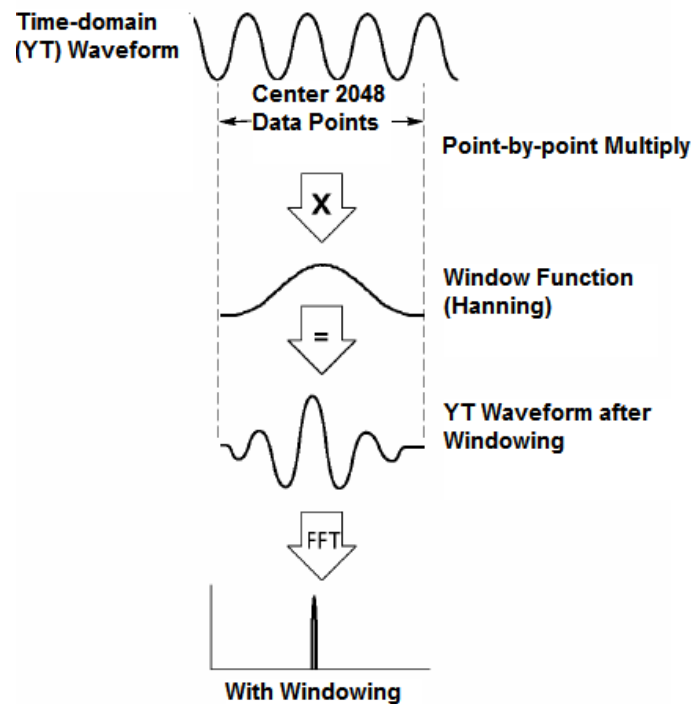 Time-domain
(YT) Waveform
Center 2048
Data Points
Point-by-point Multiply
X
Window Function
(Hanning)
=
YT Waveform after
Windowing
FFT
With Windowing